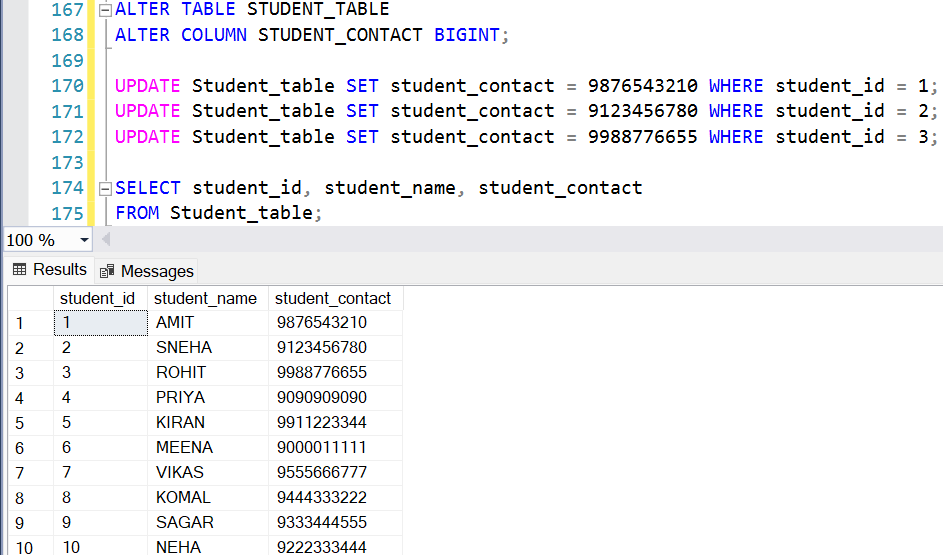 167 ALTER TABLE STUDENT_TABLE
168 ALTER COLUMN STUDENT_CONTACT BIGINT;
169
170 UPDATE Student_table SET student_contact = 9876543210 WHERE student_id = 1;
171 UPDATE Student_table SET student_contact = 9123456780 WHERE student_id = 2;
172 UPDATE Student_table SET student_contact = 9988776655 WHERE student_id = 3;
173
174 SELECT student_id, student_name, student_contact
175 FROM Student_table;
100 %
Results Messages
student_id student_name student_contact
1 1 AMIT 9876543210
2 2 SNEHA 9123456780
3 3 ROHIT 9988776655
4 4 PRIYA 9090909090
5 5 KIRAN 9911223344
6 6 MEENA 9000011111
7 7 VIKAS 9555666777
8 8 KOMAL 9444333222
9 9 SAGAR 9333444555
10 10 NEHA 9222333444